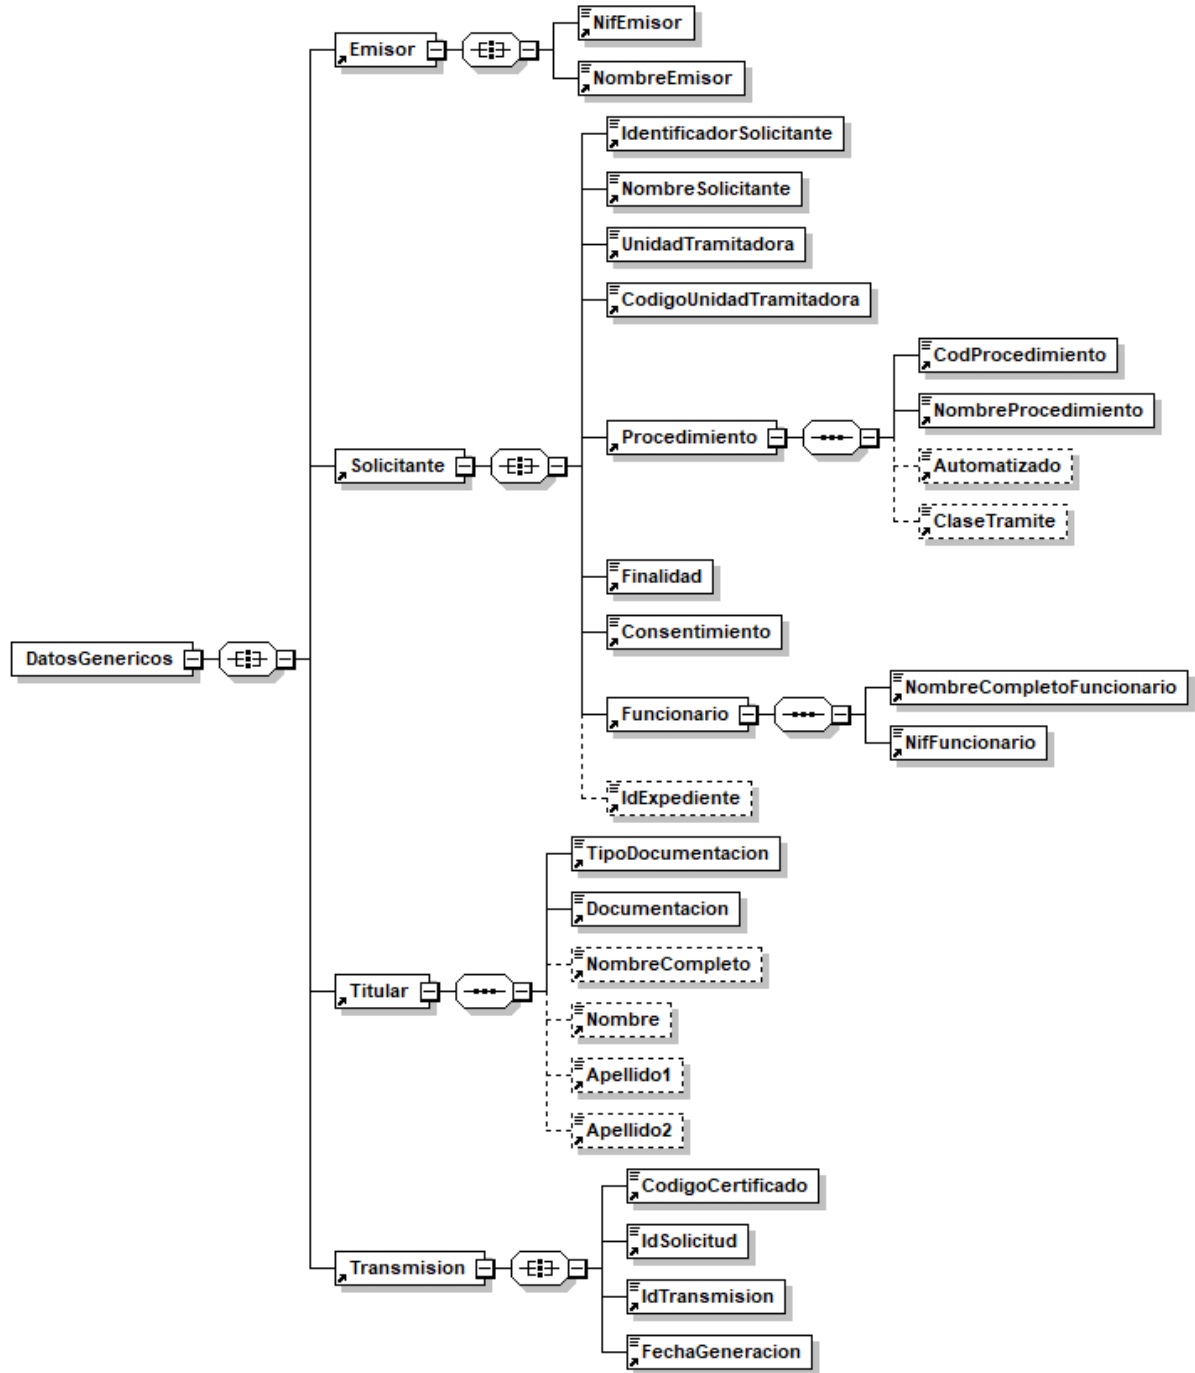 DatosGenericos
Emisor
NifEmisor
NombreEmisor
Solicitante
IdentificadorSolicitante
NombreSolicitante
UnidadTramitadora
CodigoUnidadTramitadora
Procedimiento
CodProcedimiento
NombreProcedimiento
Automatizado
ClaseTramite
Finalidad
Consentimiento
Funcionario
NombreCompletoFuncionario
NifFuncionario
IdExpediente
Titular
TipoDocumentacion
Documentacion
NombreCompleto
Nombre
Apellido1
Apellido2
Transmision
CodigoCertificado
IdSolicitud
IdTransmision
FechaGeneracion